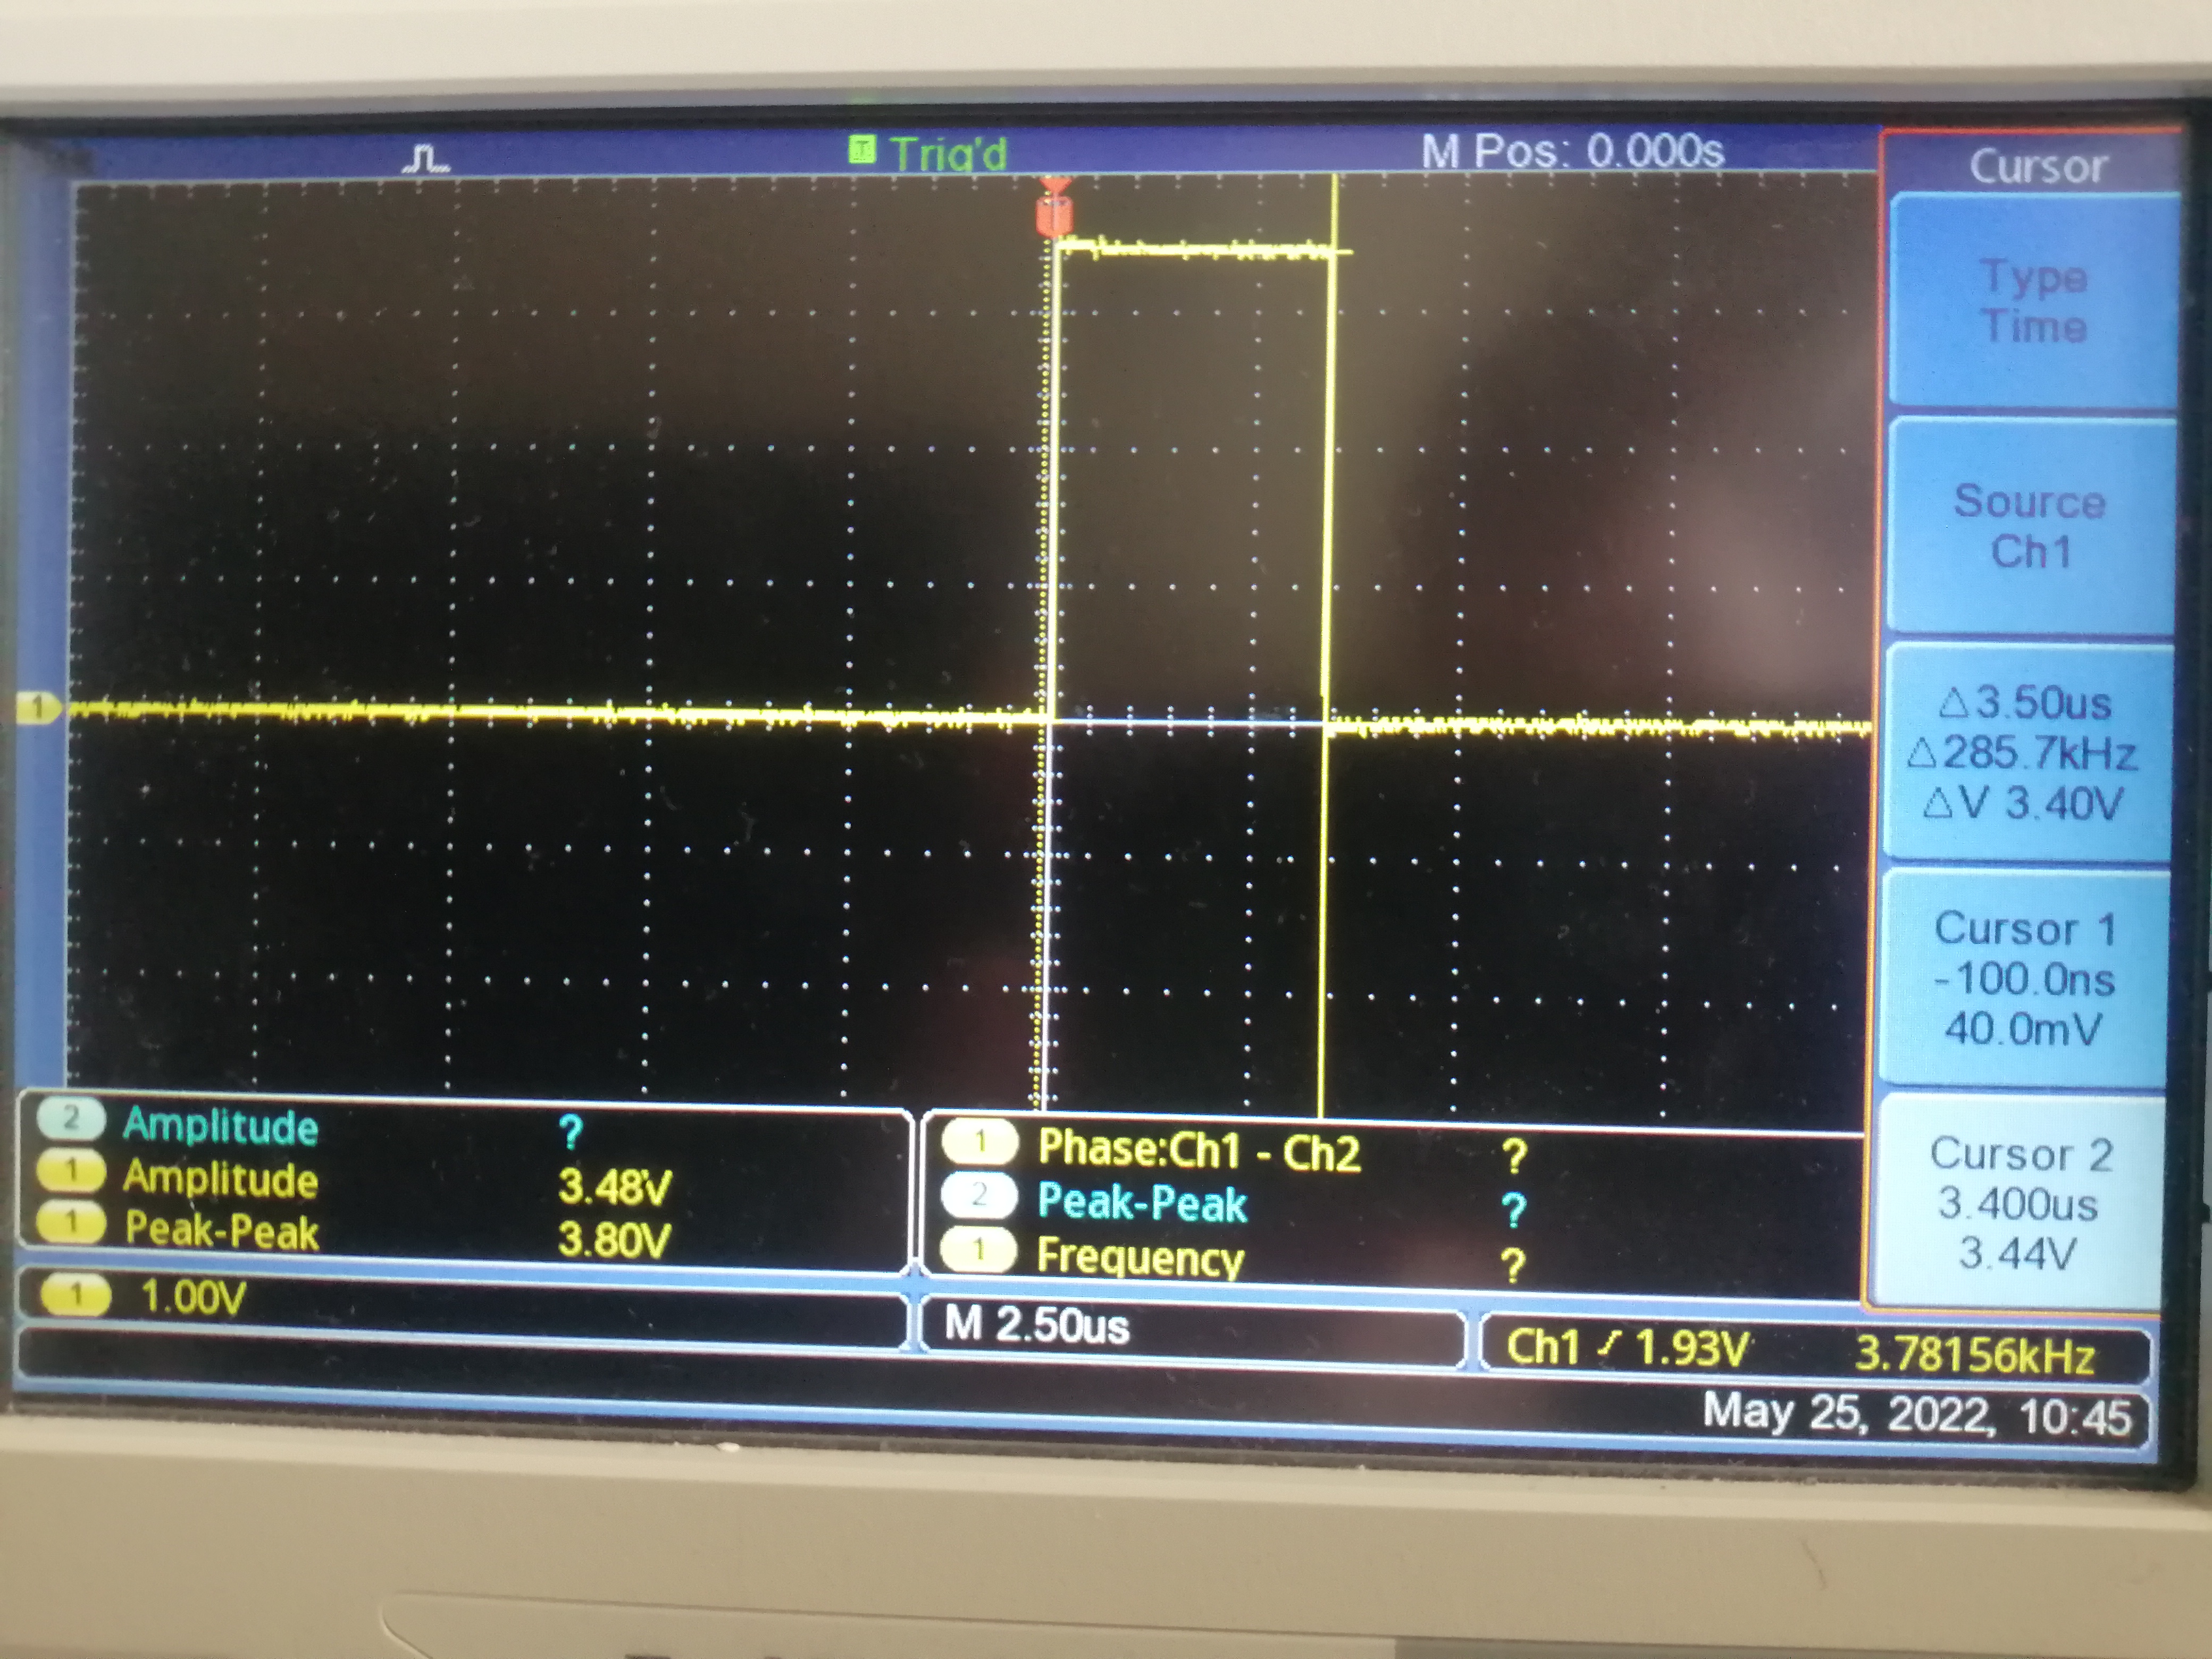 T Trig'd M Pos: 0.000s
Cursor
Type
Time
Source
Ch1
△3.50us
△285.7kHz
△V 3.40V
Cursor 1
-100.0ns
40.0mV
Cursor 2
3.400us
3.44V
1
2 Amplitude ?
1 Amplitude 3.48V
1 Peak-Peak 3.80V
1 Phase:Ch1 - Ch2 ?
2 Peak-Peak ?
1 Frequency ?
1 1.00V
M 2.50us
Ch1 / 1.93V 3.78156kHz
May 25, 2022, 10:45